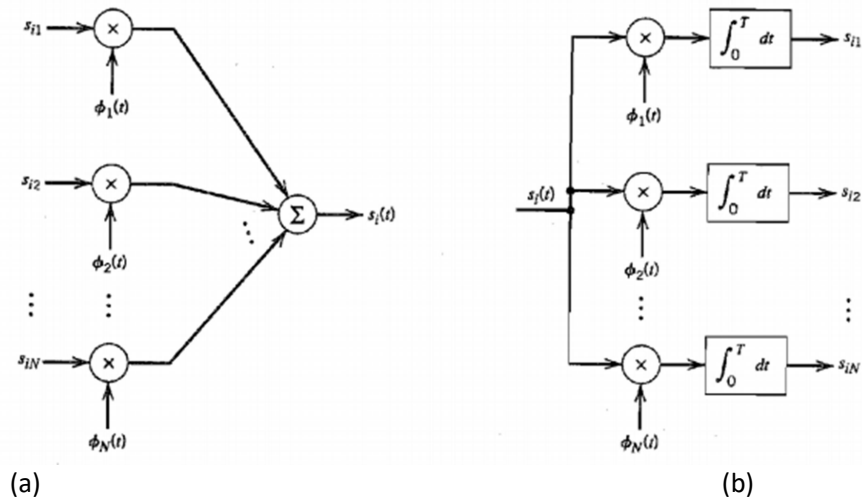 s_{i1} × φ_1(t)
s_{i2} × φ_2(t)
Σ s_i(t)
⋮ ⋮
s_{iN} × φ_N(t)
(a)
× ∫_0^T dt s_{i1}
φ_1(t)
s_i(t) × ∫_0^T dt s_{i2}
φ_2(t)
⋮ ⋮
× ∫_0^T dt s_{iN}
φ_N(t)
(b)